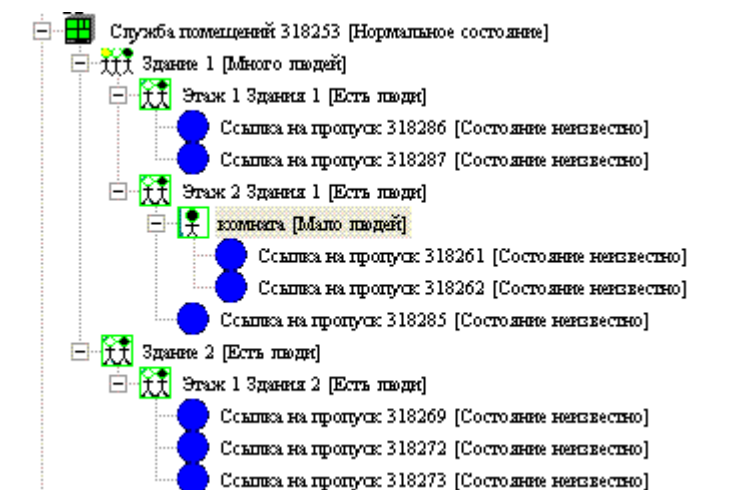 Служба помещений 318253 [Нормальное состояние]
Здание 1 [Много людей]
Этаж 1 Здания 1 [Есть люди]
Ссылка на пропуск 318286 [Состояние неизвестно]
Ссылка на пропуск 318287 [Состояние неизвестно]
Этаж 2 Здания 1 [Есть люди]
комната [Мало людей]
Ссылка на пропуск 318261 [Состояние неизвестно]
Ссылка на пропуск 318262 [Состояние неизвестно]
Ссылка на пропуск 318285 [Состояние неизвестно]
Здание 2 [Есть люди]
Этаж 1 Здания 2 [Есть люди]
Ссылка на пропуск 318269 [Состояние неизвестно]
Ссылка на пропуск 318272 [Состояние неизвестно]
Ссылка на пропуск 318273 [Состояние неизвестно]